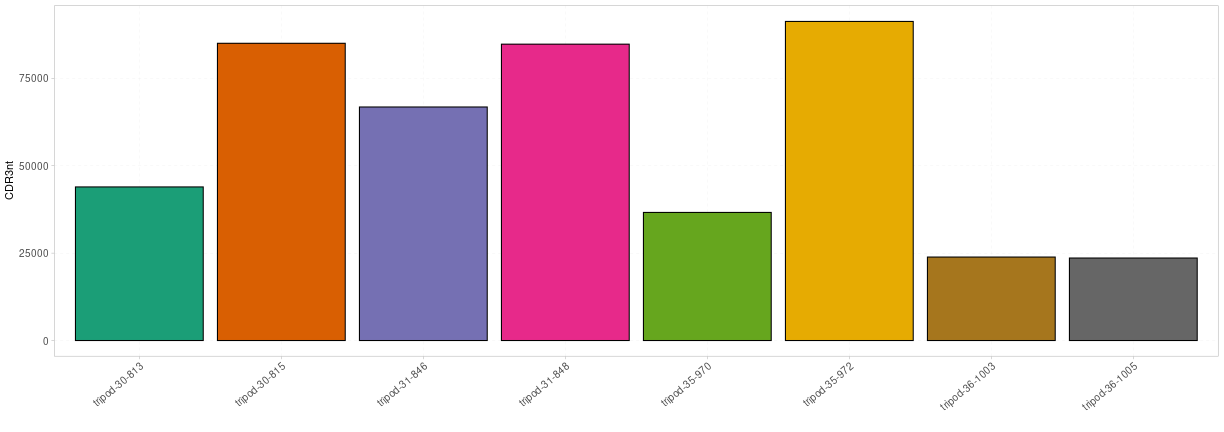 CDR3nt
75000
50000
25000
0
tripod-30-813
tripod-30-815
tripod-31-846
tripod-31-848
tripod-35-970
tripod-35-972
tripod-36-1003
tripod-36-1005